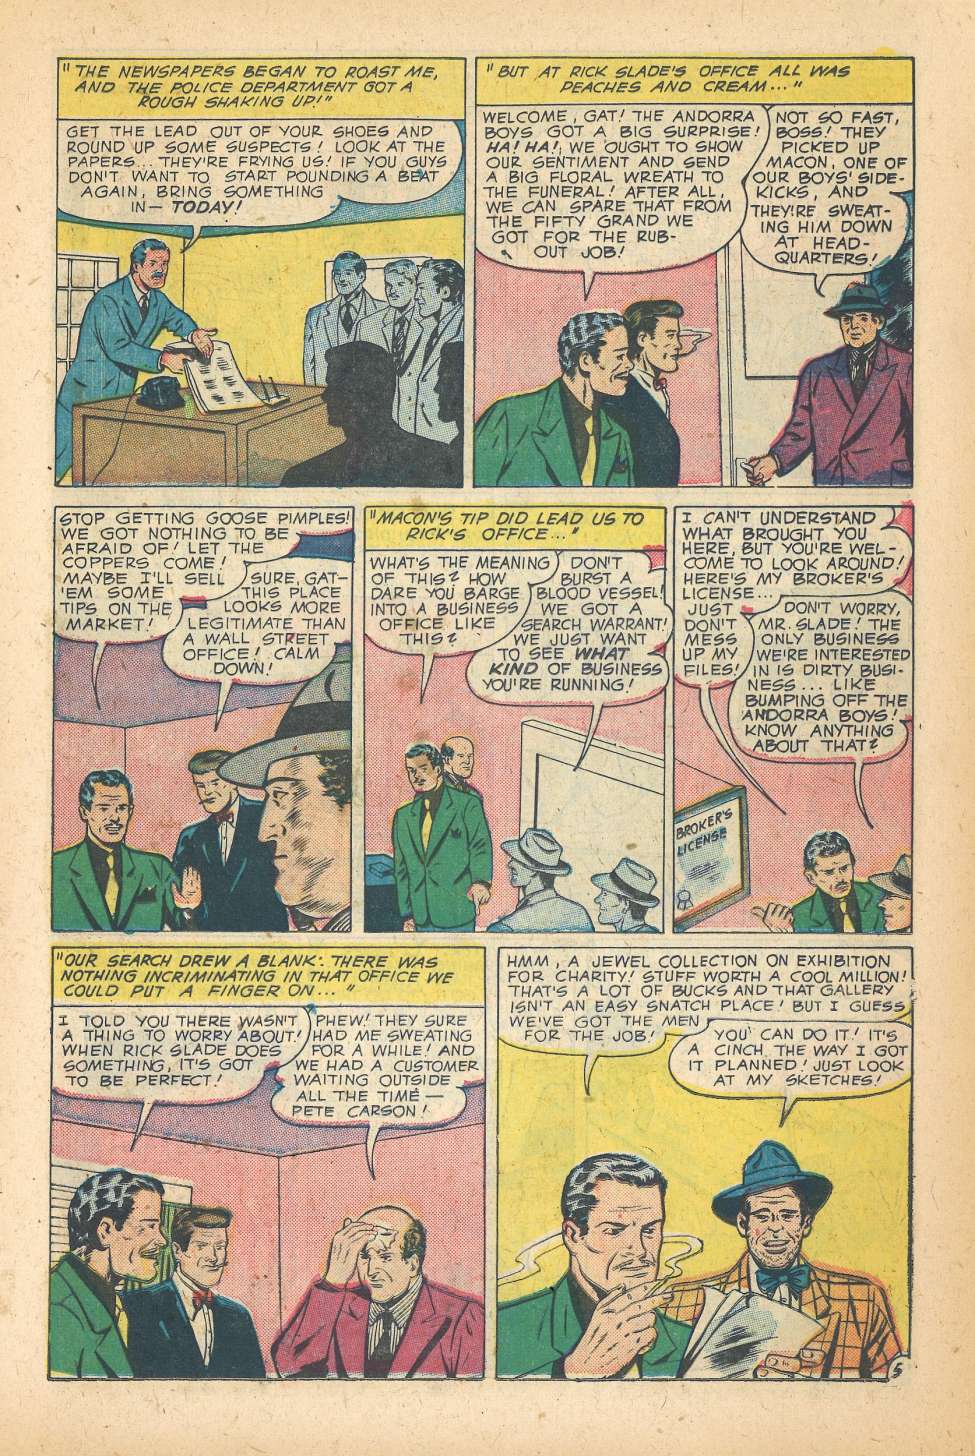 "THE NEWSPAPERS BEGAN TO ROAST ME,
AND THE POLICE DEPARTMENT GOT A
ROUGH SHAKING UP!"
GET THE LEAD OUT OF YOUR SHOES AND
ROUND UP SOME SUSPECTS! LOOK AT THE
PAPERS... THEY'RE FRYING US! IF YOU GUYS
DON'T WANT TO START POUNDING A BEAT
AGAIN, BRING SOMETHING
IN— TODAY!
"BUT AT RICK SLADE'S OFFICE ALL WAS
PEACHES AND CREAM..."
WELCOME, GAT! THE ANDORRA
BOYS GOT A BIG SURPRISE!
HA! HA!, WE OUGHT TO SHOW
OUR SENTIMENT AND SEND
A BIG FLORAL WREATH TO
THE FUNERAL! AFTER ALL,
WE CAN SPARE THAT FROM
THE FIFTY GRAND WE
GOT FOR THE RUB-
OUT JOB!
NOT SO FAST,
BOSS! THEY
PICKED UP
MACON, ONE OF
OUR BOYS' SIDE-
KICKS, AND
THEY'RE SWEAT-
ING HIM DOWN
AT HEAD-
QUARTERS!
STOP GETTING GOOSE PIMPLES!
WE GOT NOTHING TO BE
AFRAID OF! LET THE
COPPERS COME!
MAYBE I'LL SELL
'EM SOME
TIPS ON THE
MARKET!
SURE, GAT—
THIS PLACE
LOOKS MORE
LEGITIMATE THAN
A WALL STREET
OFFICE! CALM
DOWN!
"MACON'S TIP DID LEAD US TO
RICK'S OFFICE..."
WHAT'S THE MEANING
OF THIS? HOW
DARE YOU BARGE
INTO A BUSINESS
OFFICE LIKE
THIS?
DON'T
BURST A
BLOOD VESSEL!
WE GOT A
SEARCH WARRANT!
WE JUST WANT
TO SEE WHAT
KIND OF BUSINESS
YOU'RE RUNNING!
I CAN'T UNDERSTAND
WHAT BROUGHT YOU
HERE, BUT YOU'RE WEL-
COME TO LOOK AROUND!
HERE'S MY BROKER'S
LICENSE...
JUST
DON'T
MESS
UP MY
FILES!
DON'T WORRY,
MR. SLADE! THE
ONLY BUSINESS
WE'RE INTERESTED
IN IS DIRTY BUSI-
NESS... LIKE
BUMPING OFF THE
ANDORRA BOYS!
KNOW ANYTHING
ABOUT THAT?
BROKER'S
LICENSE
"OUR SEARCH DREW A BLANK. THERE WAS
NOTHING INCRIMINATING IN THAT OFFICE WE
COULD PUT A FINGER ON..."
I TOLD YOU THERE WASN'T
A THING TO WORRY ABOUT!
WHEN RICK SLADE DOES
SOMETHING, IT'S GOT
TO BE PERFECT!
PHEW! THEY SURE
HAD ME SWEATING
FOR A WHILE! AND
WE HAD A CUSTOMER
WAITING OUTSIDE
ALL THE TIME—
PETE CARSON!
HMM, A JEWEL COLLECTION ON EXHIBITION
FOR CHARITY! STUFF WORTH A COOL MILLION!
THAT'S A LOT OF BUCKS AND THAT GALLERY
ISN'T AN EASY SNATCH PLACE! BUT I GUESS
WE'VE GOT THE MEN
FOR THE JOB!
YOU CAN DO IT! IT'S
A CINCH THE WAY I GOT
IT PLANNED! JUST LOOK
AT MY SKETCHES!
5